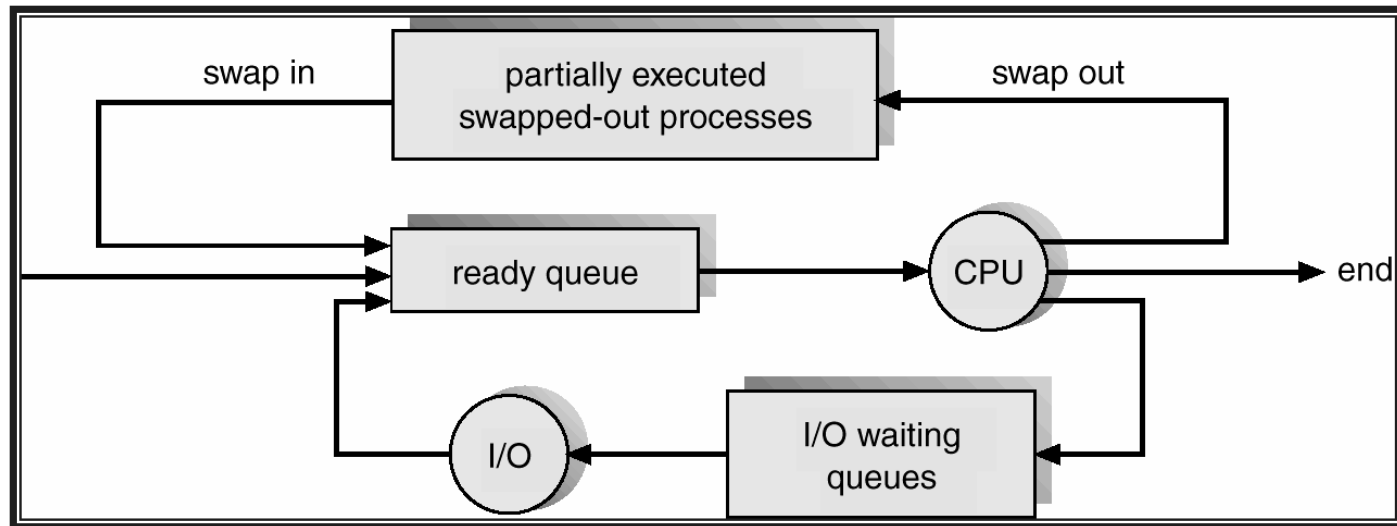 swap in
partially executed
swapped-out processes
swap out
ready queue
CPU
end
I/O
I/O waiting
queues